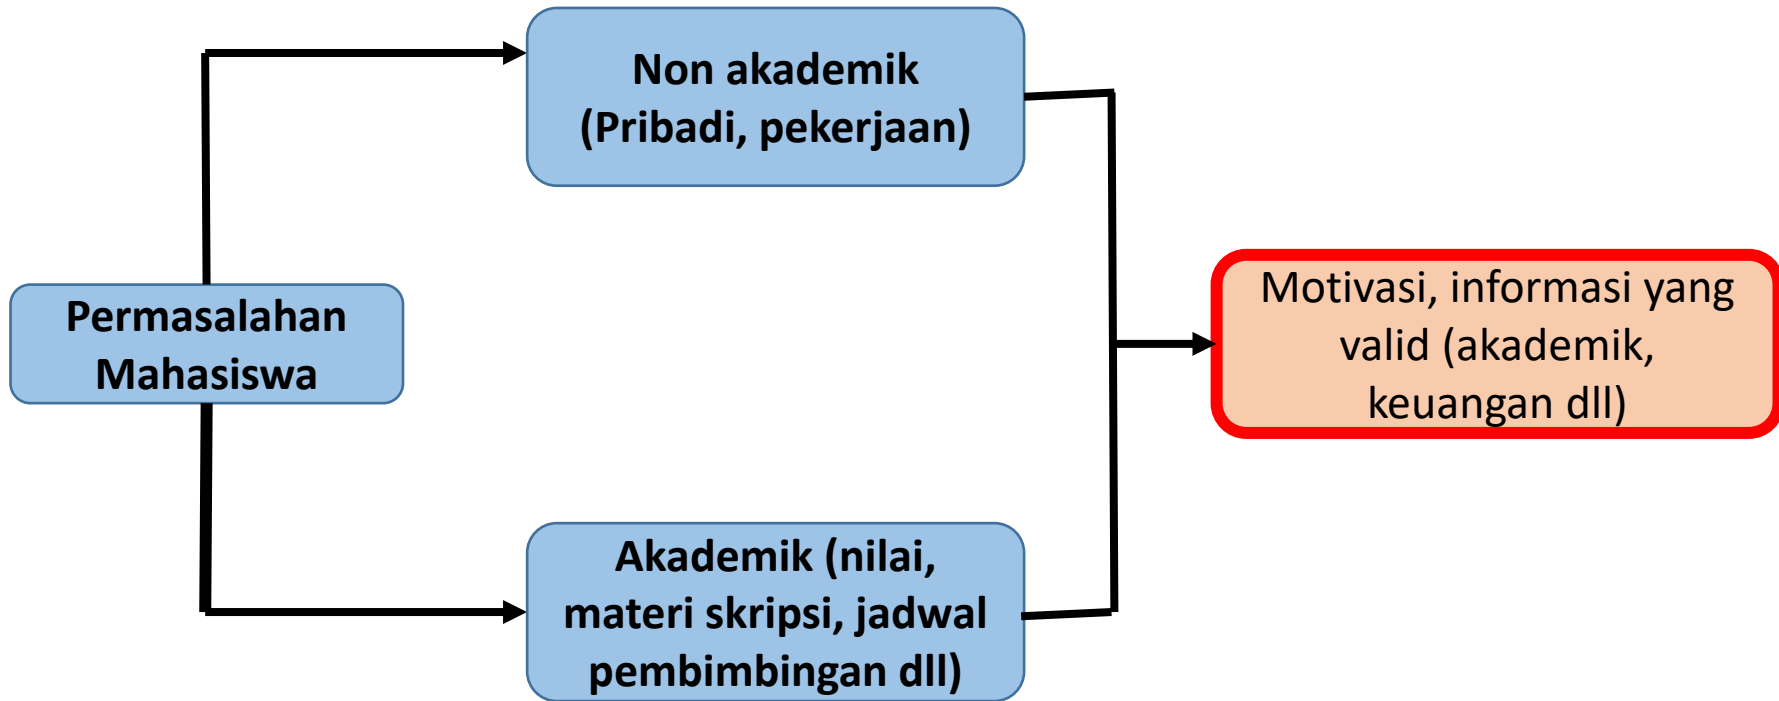 Non akademik
(Pribadi, pekerjaan)
Permasalahan
Mahasiswa
Motivasi, informasi yang
valid (akademik,
keuangan dll)
Akademik (nilai,
materi skripsi, jadwal
pembimbingan dll)